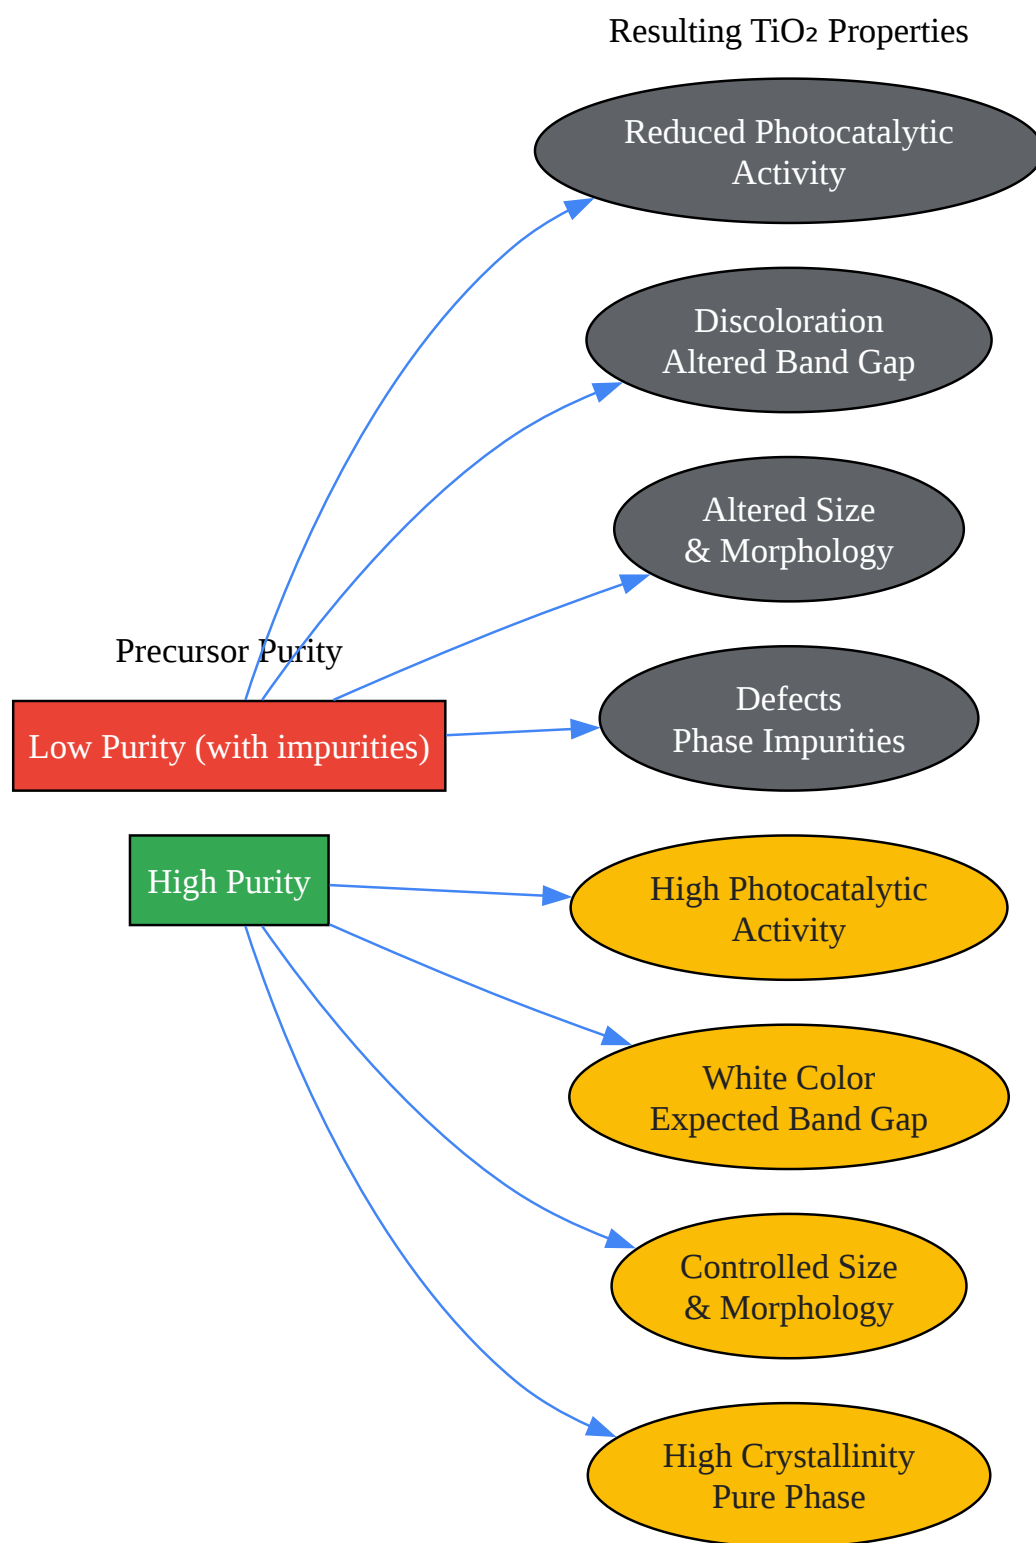 Resulting TiO₂ Properties
Reduced Photocatalytic
Activity
Discoloration
Altered Band Gap
Altered Size
& Morphology
Precursor Purity
Defects
Phase Impurities
Low Purity (with impurities)
High Purity
High Photocatalytic
Activity
White Color
Expected Band Gap
Controlled Size
& Morphology
High Crystallinity
Pure Phase